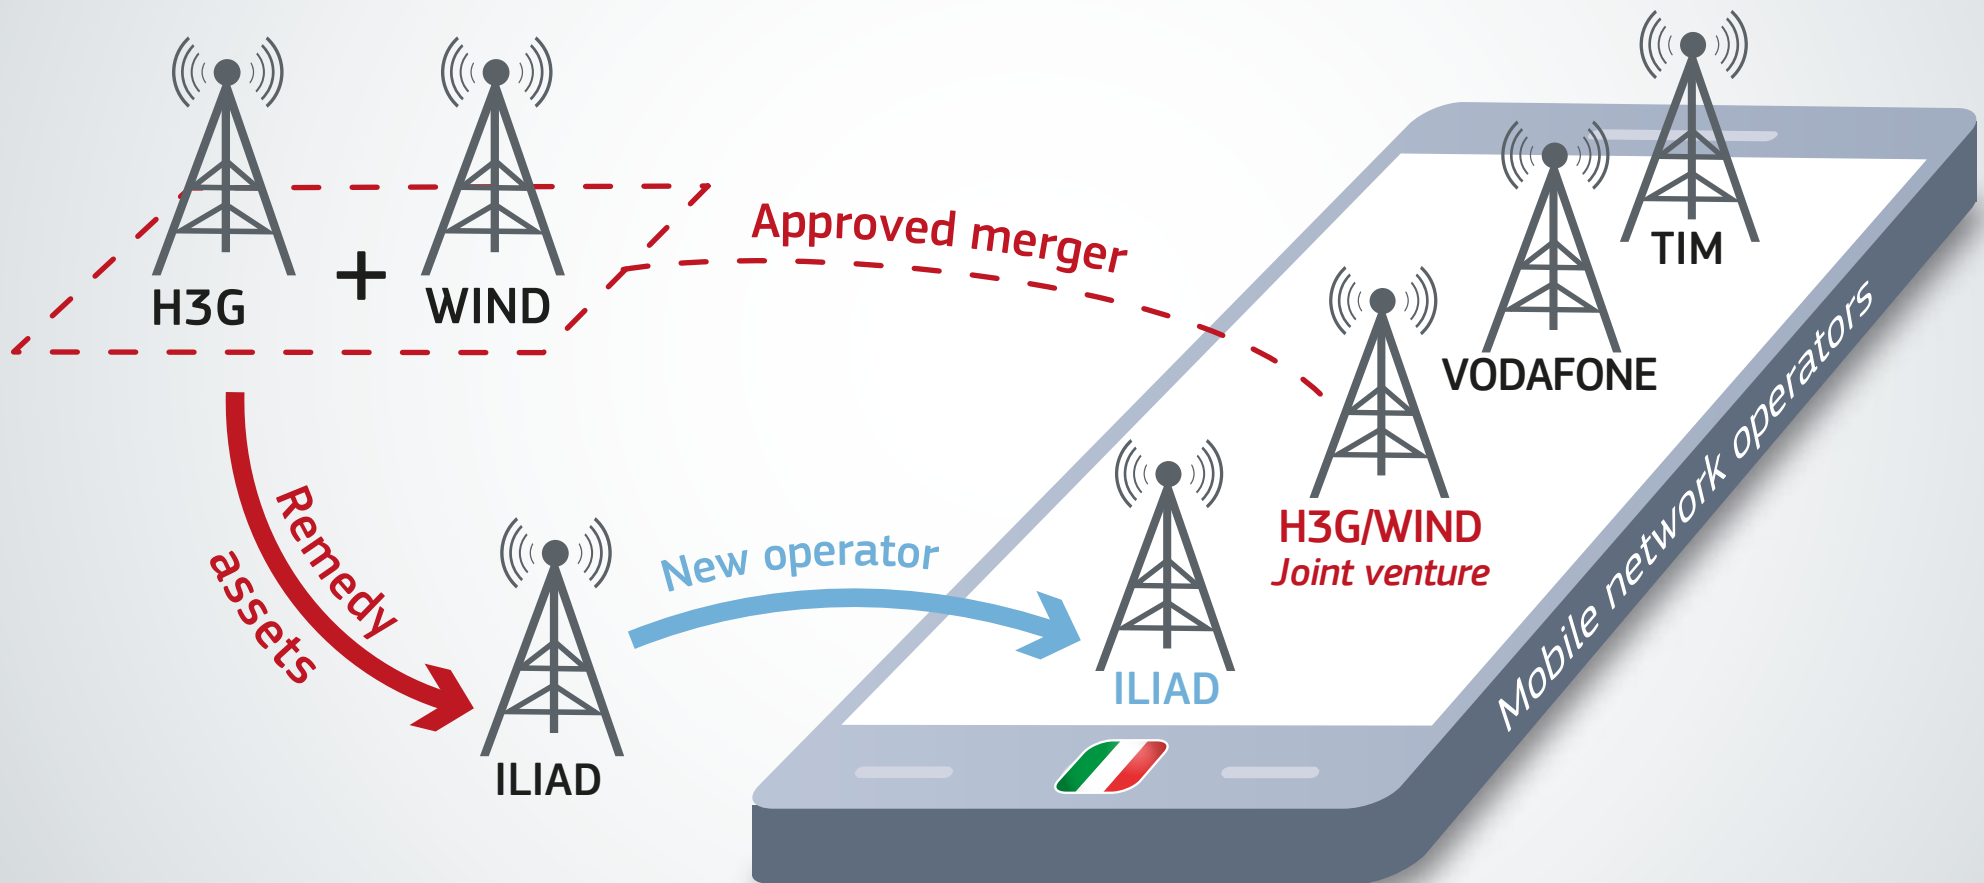 H3G
+
WIND
Approved merger
Remedy
assets
ILIAD
New operator
TIM
VODAFONE
H3G/WIND
Joint venture
ILIAD
Mobile network operators